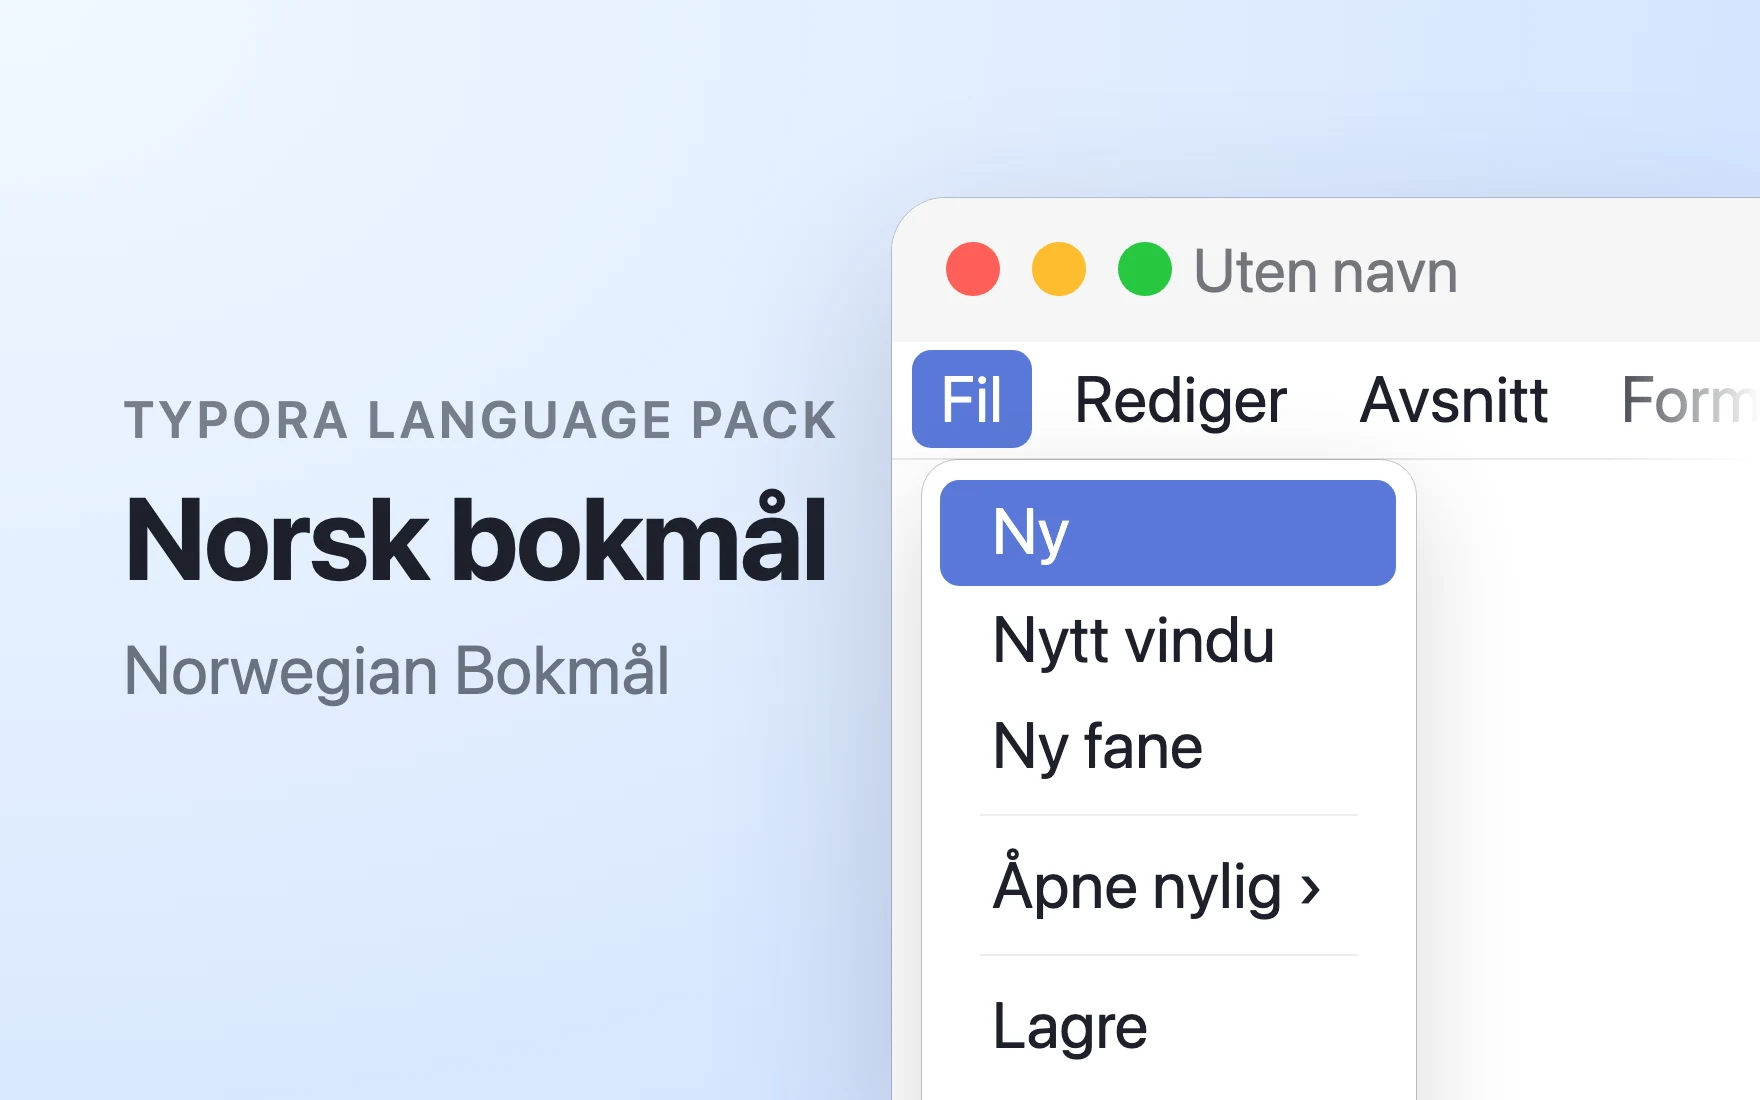 TYPORA LANGUAGE PACK
Norsk bokmål
Norwegian Bokmål
Uten navn
Fil Rediger Avsnitt Form
Ny
Nytt vindu
Ny fane
Åpne nylig ›
Lagre